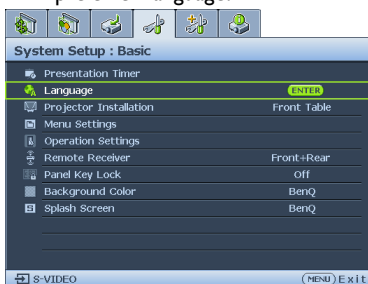 System Setup : Basic
Presentation Timer
Language ENTER
Projector Installation Front Table
Menu Settings
Operation Settings
Remote Receiver Front+Rear
Panel Key Lock Off
Background Color BenQ
Splash Screen BenQ
S-VIDEO MENU Exit